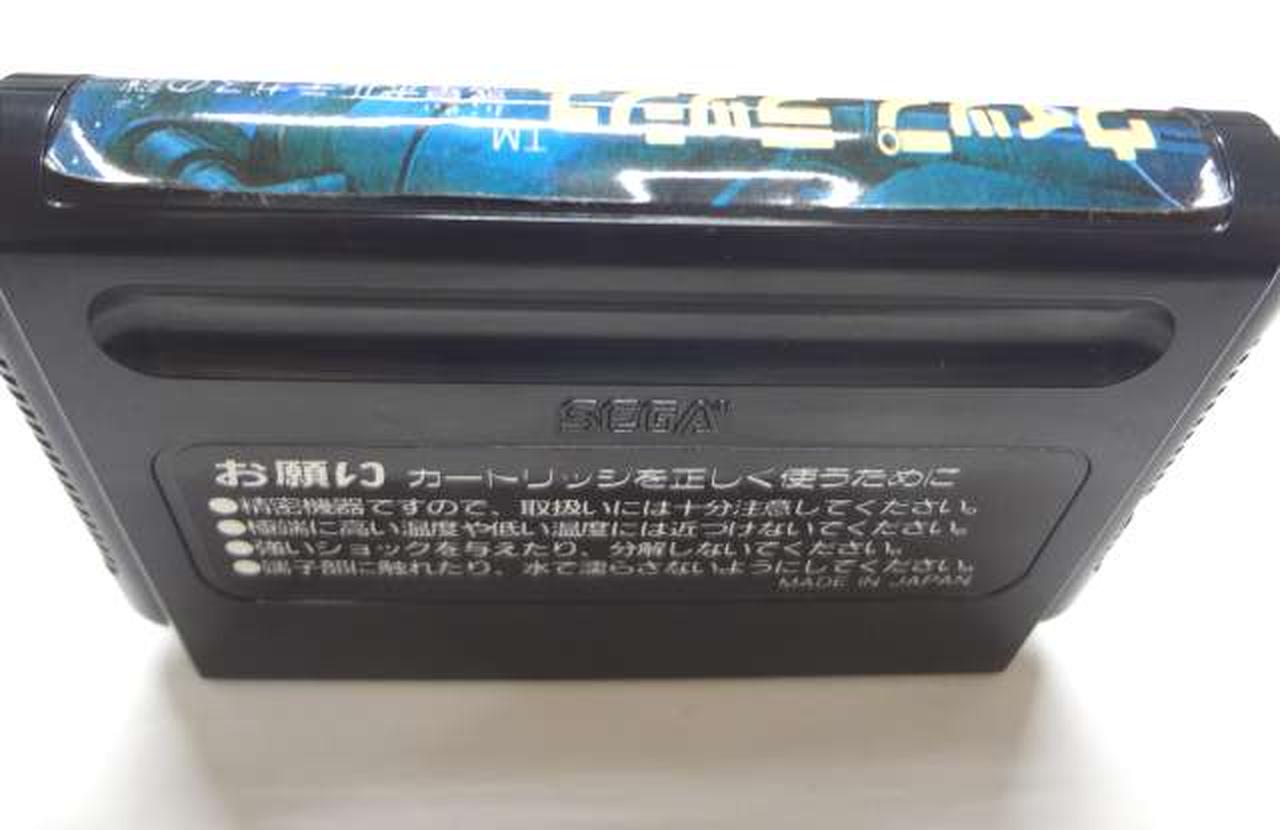 TM
SEGA
お願い カートリッジを正しく使うために
●精密機器ですので、取扱いには十分注意してください。
●極端に高い温度や低い温度には近づけないでください。
●強いショックを与えたり、分解しないでください。
●端子部に触れたり、水で濡らさないようにしてください。
MADE IN JAPAN